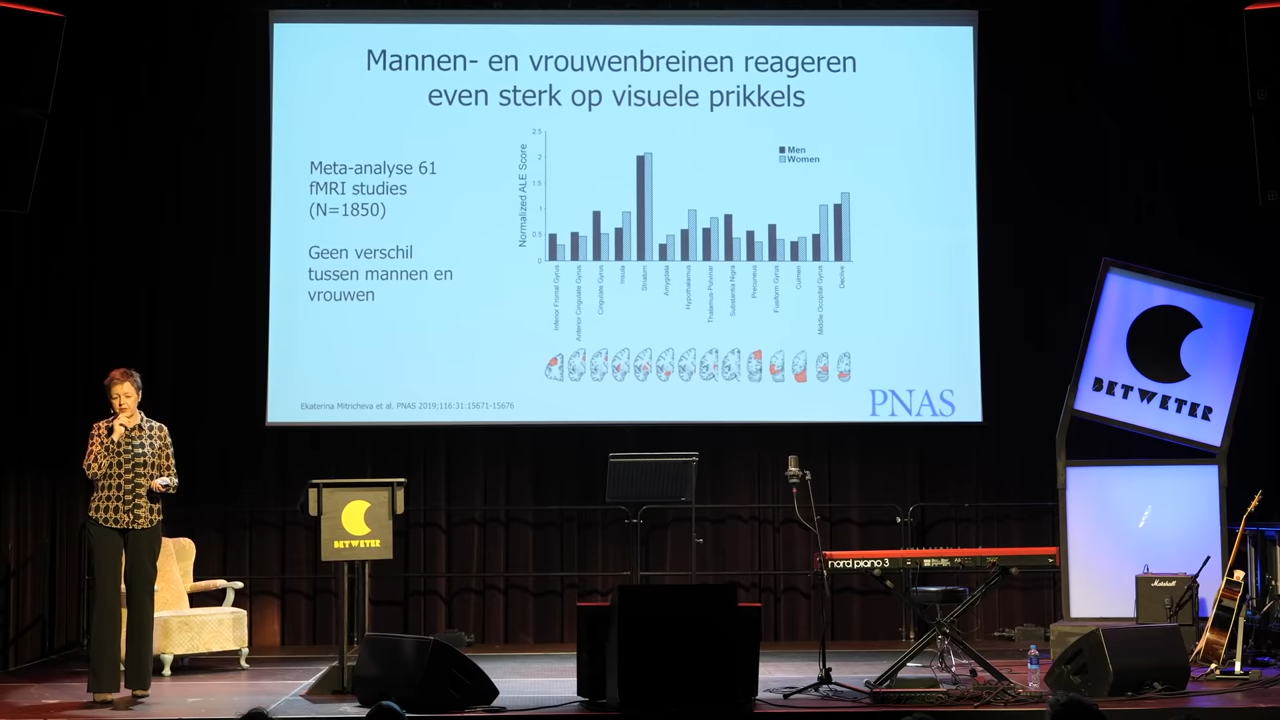 Mannen- en vrouwenbreinen reageren
even sterk op visuele prikkels
Meta-analyse 61
fMRI studies
(N=1850)
Geen verschil
tussen mannen en
vrouwen
Normalized ALE Score
2.5
2
1.5
1
0.5
0
Men
Women
Inferior Frontal Gyrus
Anterior Cingulate Gyrus
Cingulate Gyrus
Insula
Striatum
Amygdala
Hypothalamus
Thalamus-Pulvinar
Substantia Nigra
Precuneus
Fusiform Gyrus
Culmen
Middle Occipital Gyrus
Declive
Ekaterina Mitricheva et al. PNAS 2019;116:31:15671-15676
PNAS
BETWETER
BETWETER
nord piano 3
Marshall